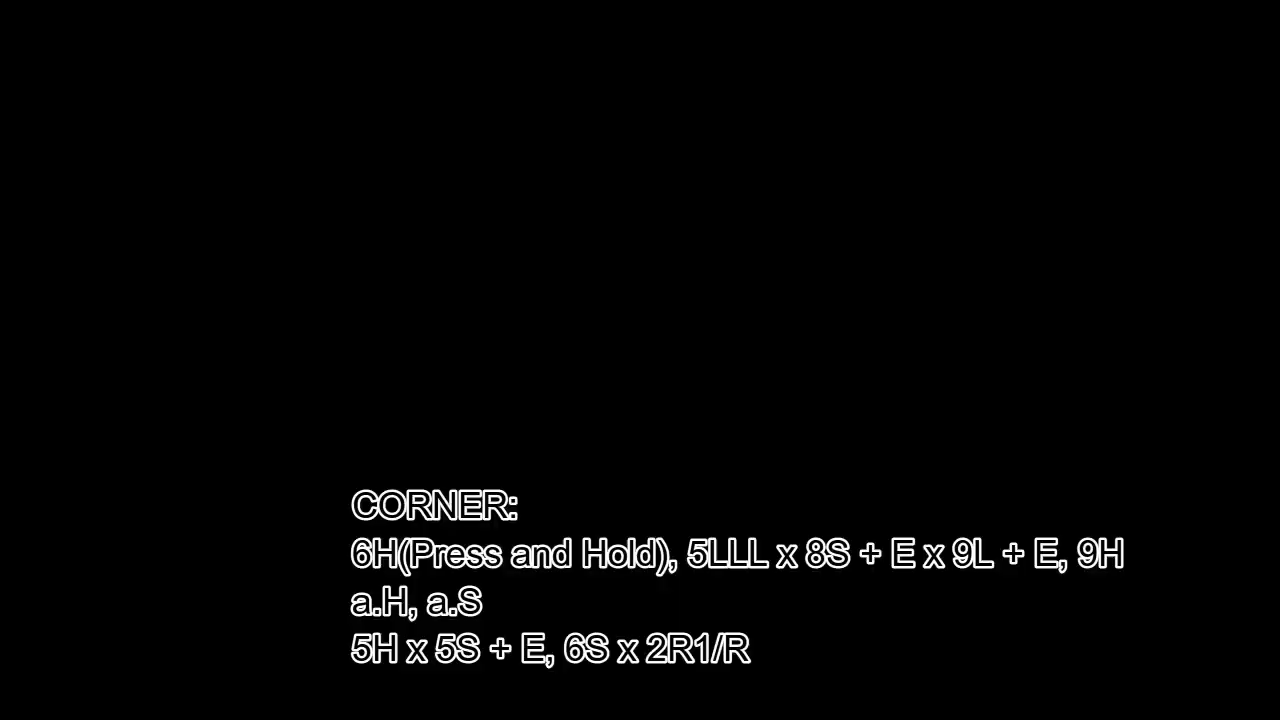 CORNER:
6H(Press and Hold), 5LLL x 8S + E x 9L + E, 9H
a.H, a.S
5H x 5S + E, 6S x 2R1/R